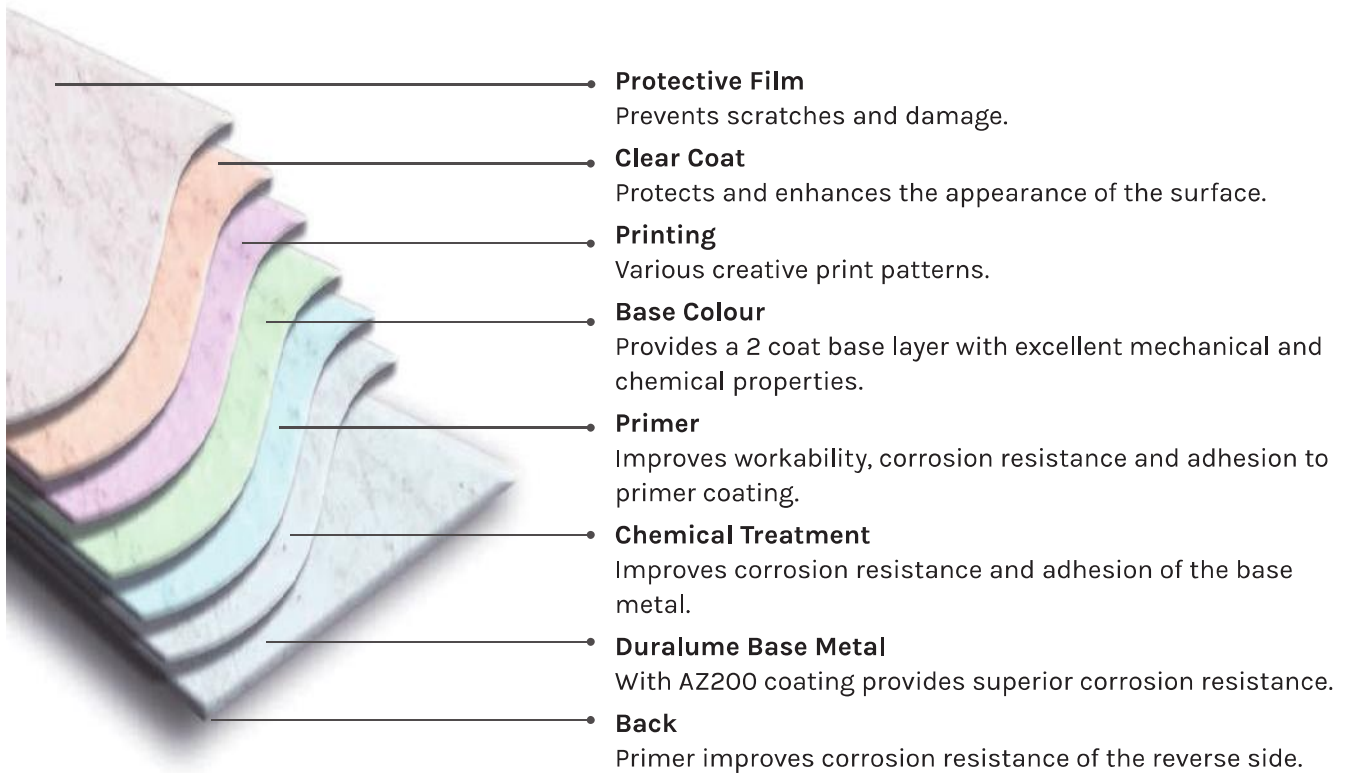 Protective Film
Prevents scratches and damage.
Clear Coat
Protects and enhances the appearance of the surface.
Printing
Various creative print patterns.
Base Colour
Provides a 2 coat base layer with excellent mechanical and
chemical properties.
Primer
Improves workability, corrosion resistance and adhesion to
primer coating.
Chemical Treatment
Improves corrosion resistance and adhesion of the base
metal.
Duralume Base Metal
With AZ200 coating provides superior corrosion resistance.
Back
Primer improves corrosion resistance of the reverse side.